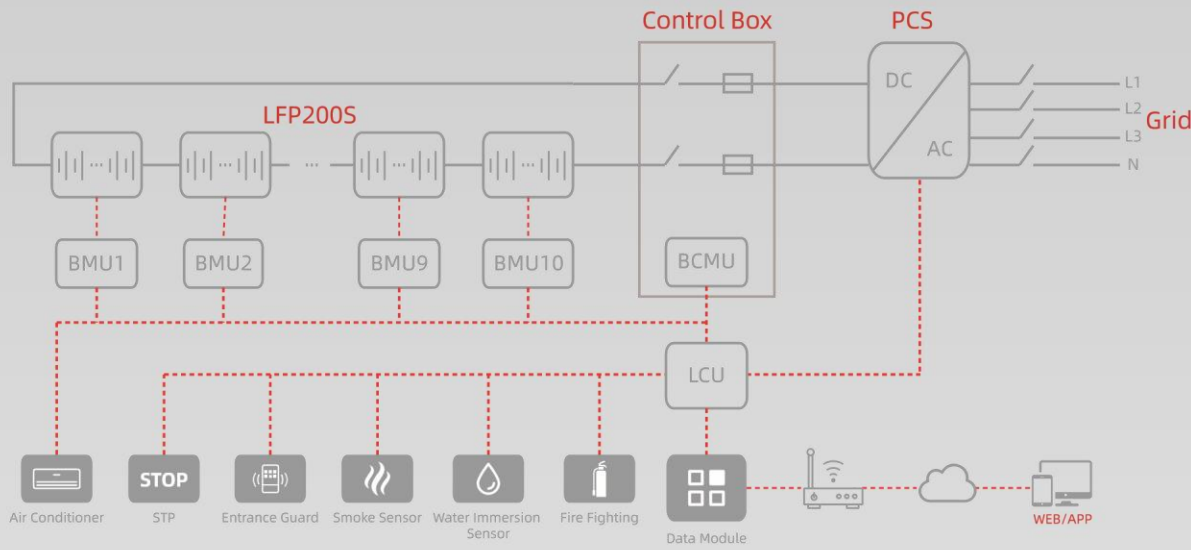 Control Box
PCS
DC
AC
L1
L2
L3
N
Grid
LFP200S
...
BMU1
BMU2
BMU9
BMU10
BCMU
LCU
STOP
Air Conditioner
STP
Entrance Guard
Smoke Sensor
Water Immersion
Sensor
Fire Fighting
Data Module
WEB/APP